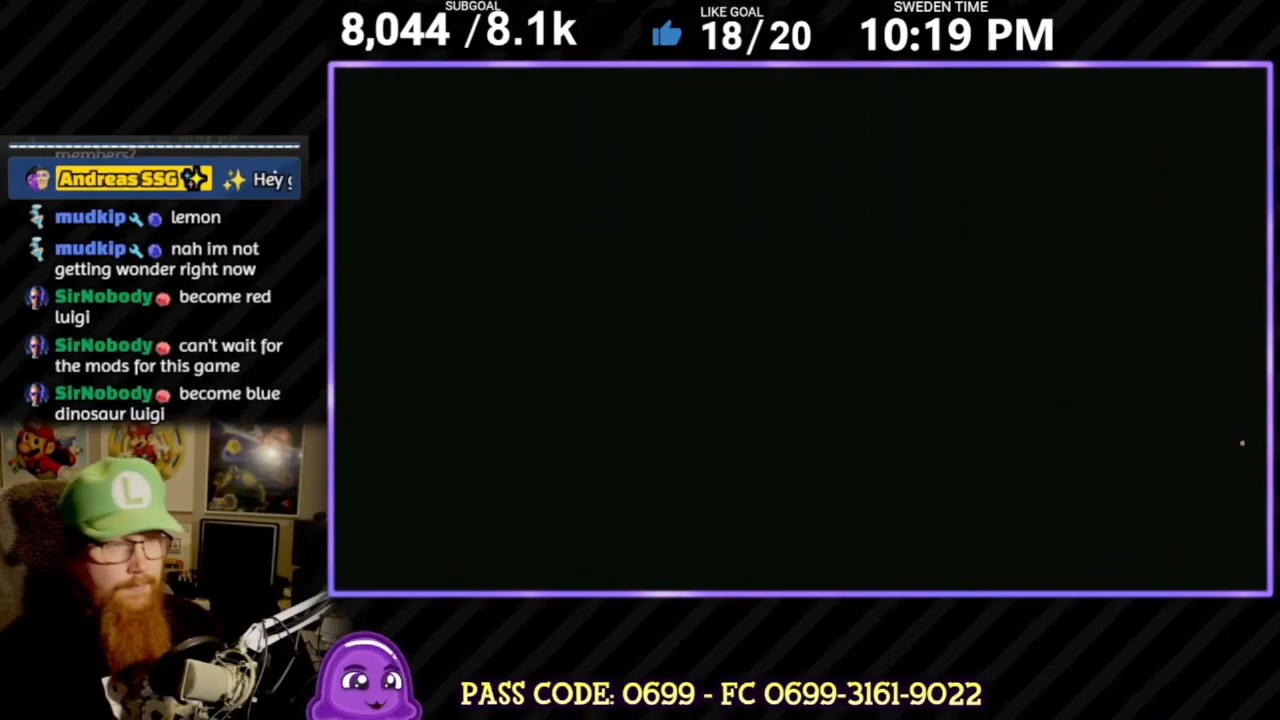 SUBGOAL
8,044 /8.1k
LIKE GOAL
18/20
SWEDEN TIME
10:19 PM
members?
Andreas SSG Hey
mudkip lemon
mudkip nah im not
getting wonder right now
SirNobody become red
luigi
SirNobody can't wait for
the mods for this game
SirNobody become blue
dinosaur luigi
L
PASS CODE: 0699 - FC 0699-3161-9022